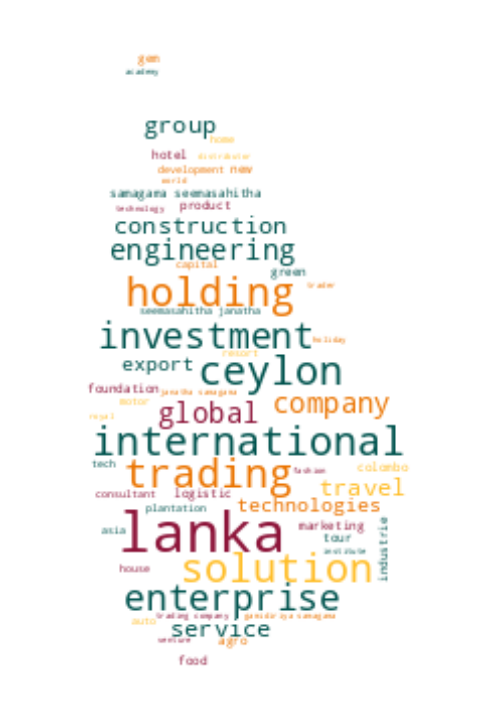 gem
academy
group
home
hotel distributor
development new
world
samagama seemasahitha
technology product
construction
engineering
capital
green
holding trader
seemasahitha janatha
investment holiday
resort
export ceylon
foundation janatha samagama
motor company
royal global
international
tech trading fashion colombo
consultant logistic travel
plantation technologies
asia lanka marketing
tour
institute
industrie
house solution
enterprise
trading company gamidiriya samagama
auto service
venture agro
food